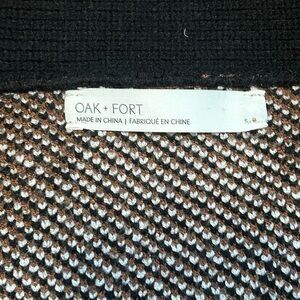 OAK + FORT
MADE IN CHINA | FABRIQUÉ EN CHINE